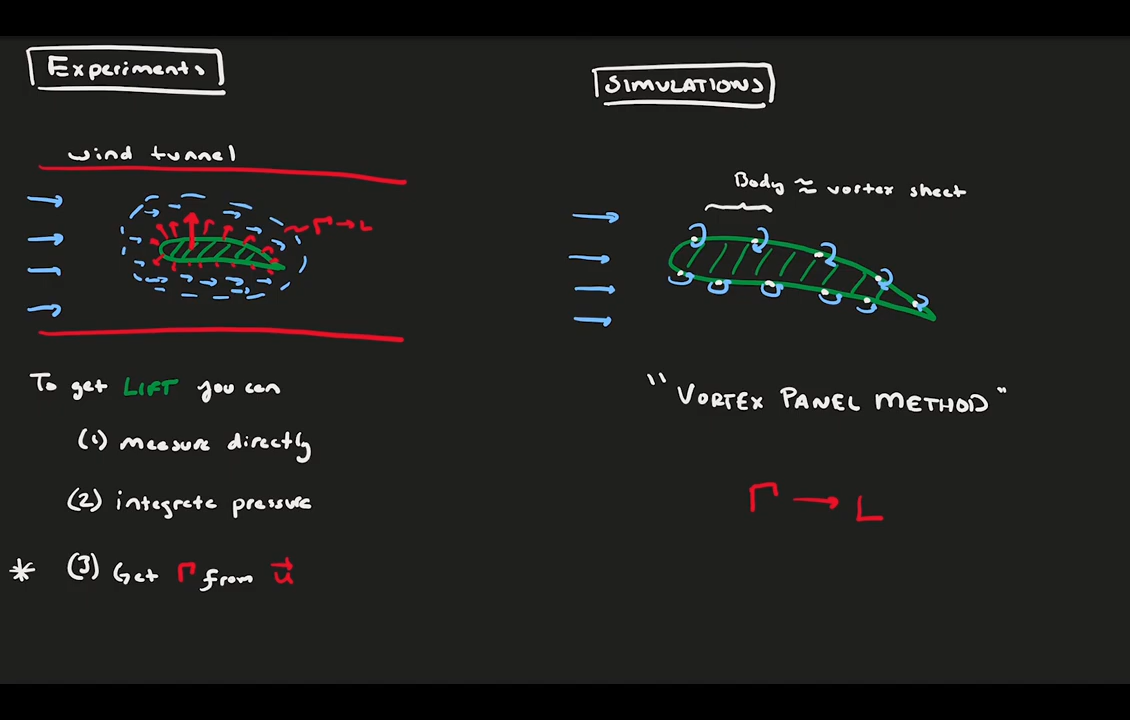 Experiments
wind tunnel
Γ → L
To get LIFT you can
(1) measure directly
(2) integrate pressure
* (3) Get Γ from u⃗
SIMULATIONS
Body ≈ vortex sheet
"VORTEX PANEL METHOD"
Γ → L